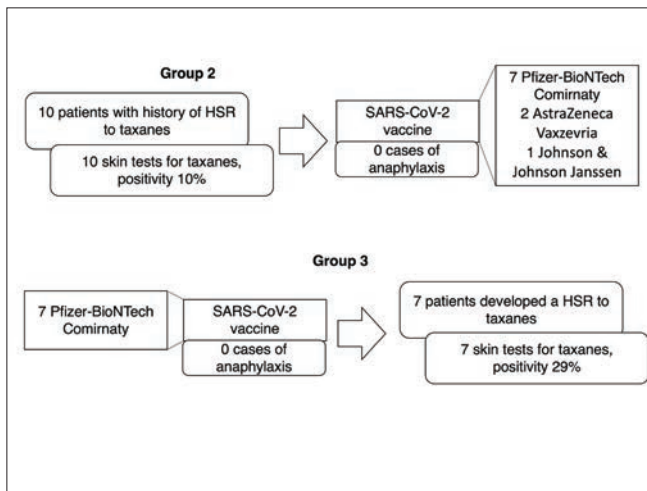 Group 2
10 patients with history of HSR
to taxanes
10 skin tests for taxanes,
positivity 10%
SARS-CoV-2
vaccine
0 cases of
anaphylaxis
7 Pfizer-BioNTech
Comirnaty
2 AstraZeneca
Vaxzevria
1 Johnson &
Johnson Janssen
Group 3
7 Pfizer-BioNTech
Comirnaty
SARS-CoV-2
vaccine
0 cases of
anaphylaxis
7 patients developed a HSR to
taxanes
7 skin tests for taxanes,
positivity 29%